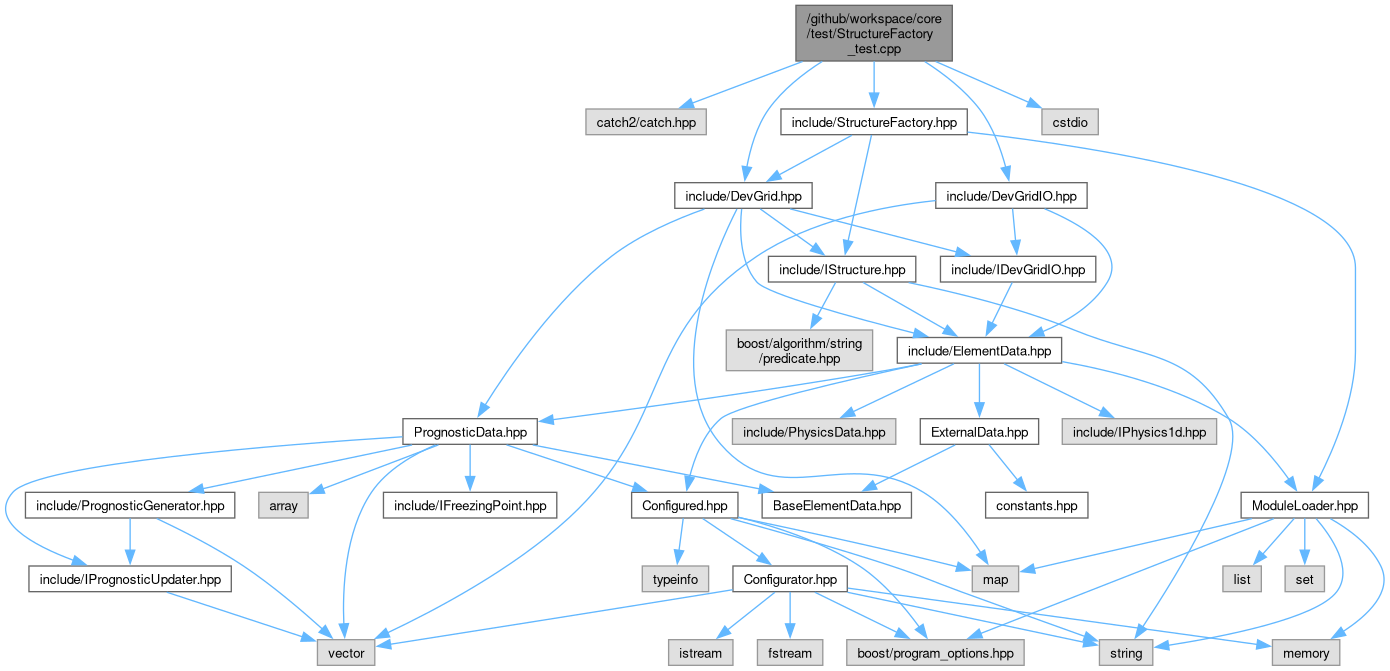 /github/workspace/core
/test/StructureFactory
_test.cpp
catch2/catch.hpp
include/StructureFactory.hpp
cstdio
include/DevGrid.hpp
include/DevGridIO.hpp
include/IStructure.hpp
include/IDevGridIO.hpp
boost/algorithm/string
/predicate.hpp
include/ElementData.hpp
PrognosticData.hpp
include/PhysicsData.hpp
ExternalData.hpp
include/IPhysics1d.hpp
include/PrognosticGenerator.hpp
array
include/IFreezingPoint.hpp
Configured.hpp
BaseElementData.hpp
constants.hpp
ModuleLoader.hpp
include/IPrognosticUpdater.hpp
typeinfo
Configurator.hpp
map
list
set
vector
istream
fstream
boost/program_options.hpp
string
memory